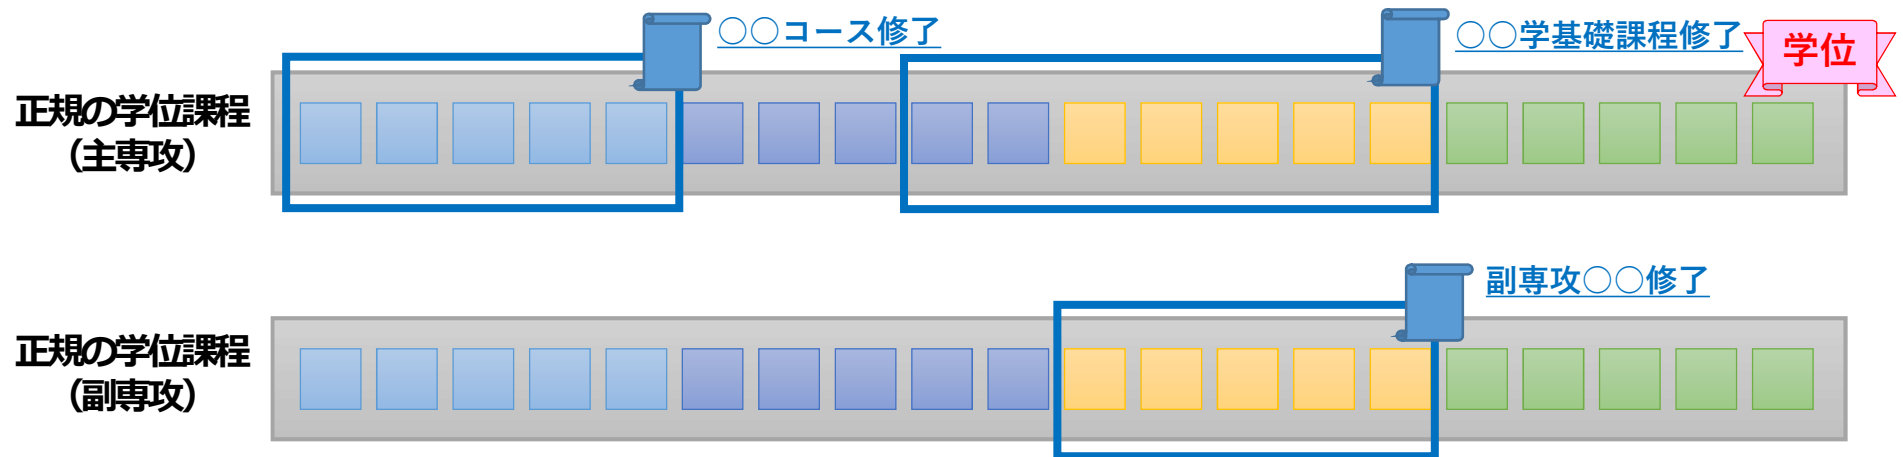 ○○コース修了
○○学基礎課程修了
学位
正規の学位課程
(主専攻)
副専攻○○修了
正規の学位課程
(副専攻)